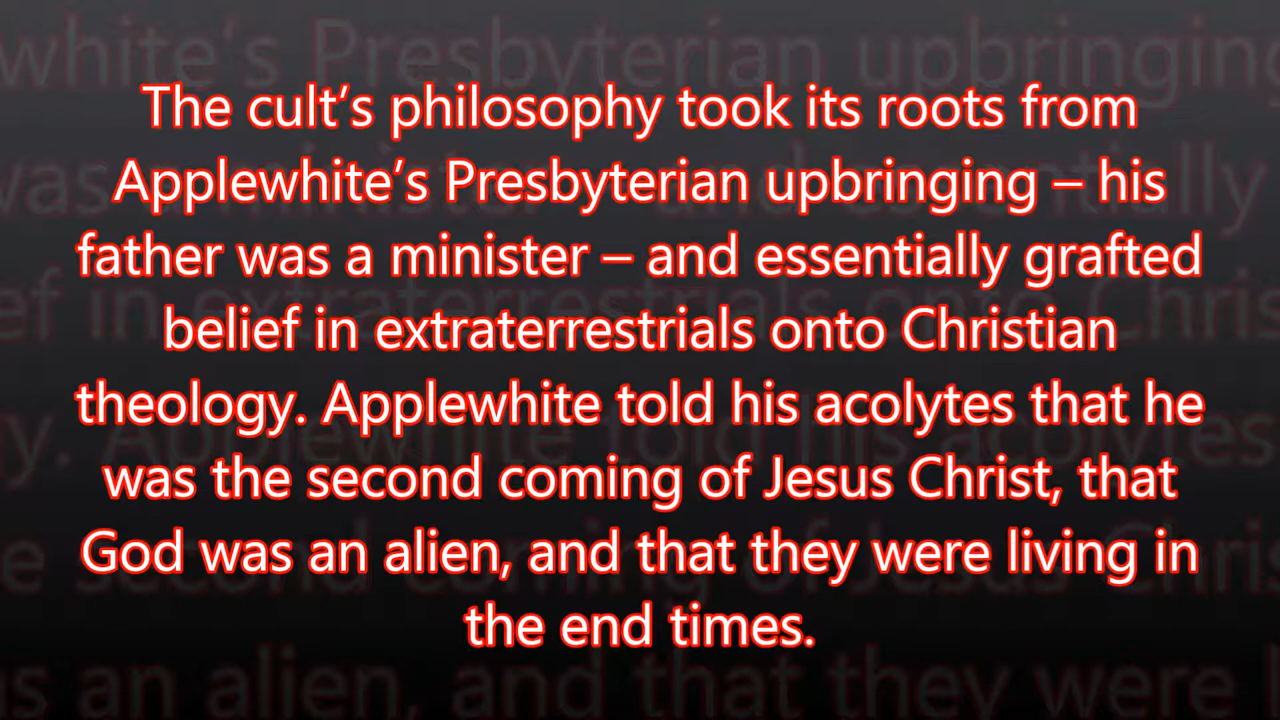 The cult’s philosophy took its roots from
Applewhite’s Presbyterian upbringing – his
father was a minister – and essentially grafted
belief in extraterrestrials onto Christian
theology. Applewhite told his acolytes that he
was the second coming of Jesus Christ, that
God was an alien, and that they were living in
the end times.